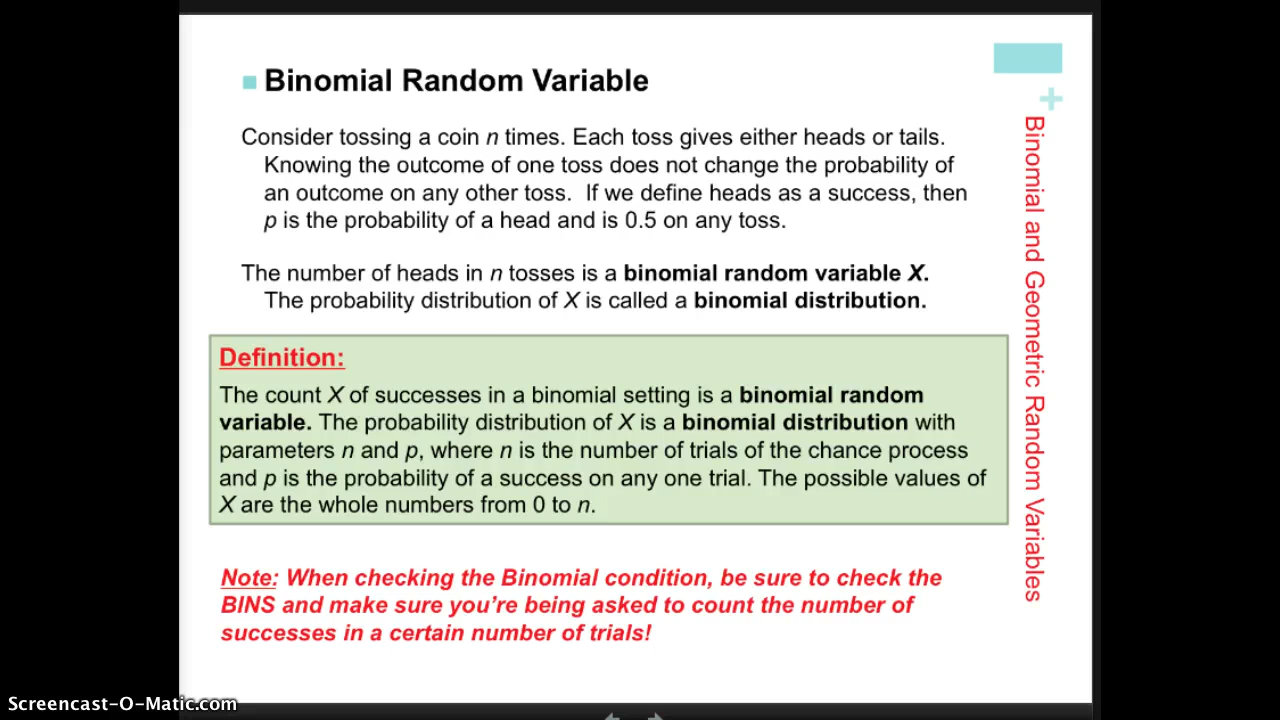 Binomial Random Variable
Consider tossing a coin n times. Each toss gives either heads or tails.
Knowing the outcome of one toss does not change the probability of
an outcome on any other toss. If we define heads as a success, then
p is the probability of a head and is 0.5 on any toss.
The number of heads in n tosses is a binomial random variable X.
The probability distribution of X is called a binomial distribution.
Definition:
The count X of successes in a binomial setting is a binomial random
variable. The probability distribution of X is a binomial distribution with
parameters n and p, where n is the number of trials of the chance process
and p is the probability of a success on any one trial. The possible values of
X are the whole numbers from 0 to n.
Note: When checking the Binomial condition, be sure to check the
BINS and make sure you're being asked to count the number of
successes in a certain number of trials!
+
Binomial and Geometric Random Variables
Screencast-O-Matic.com